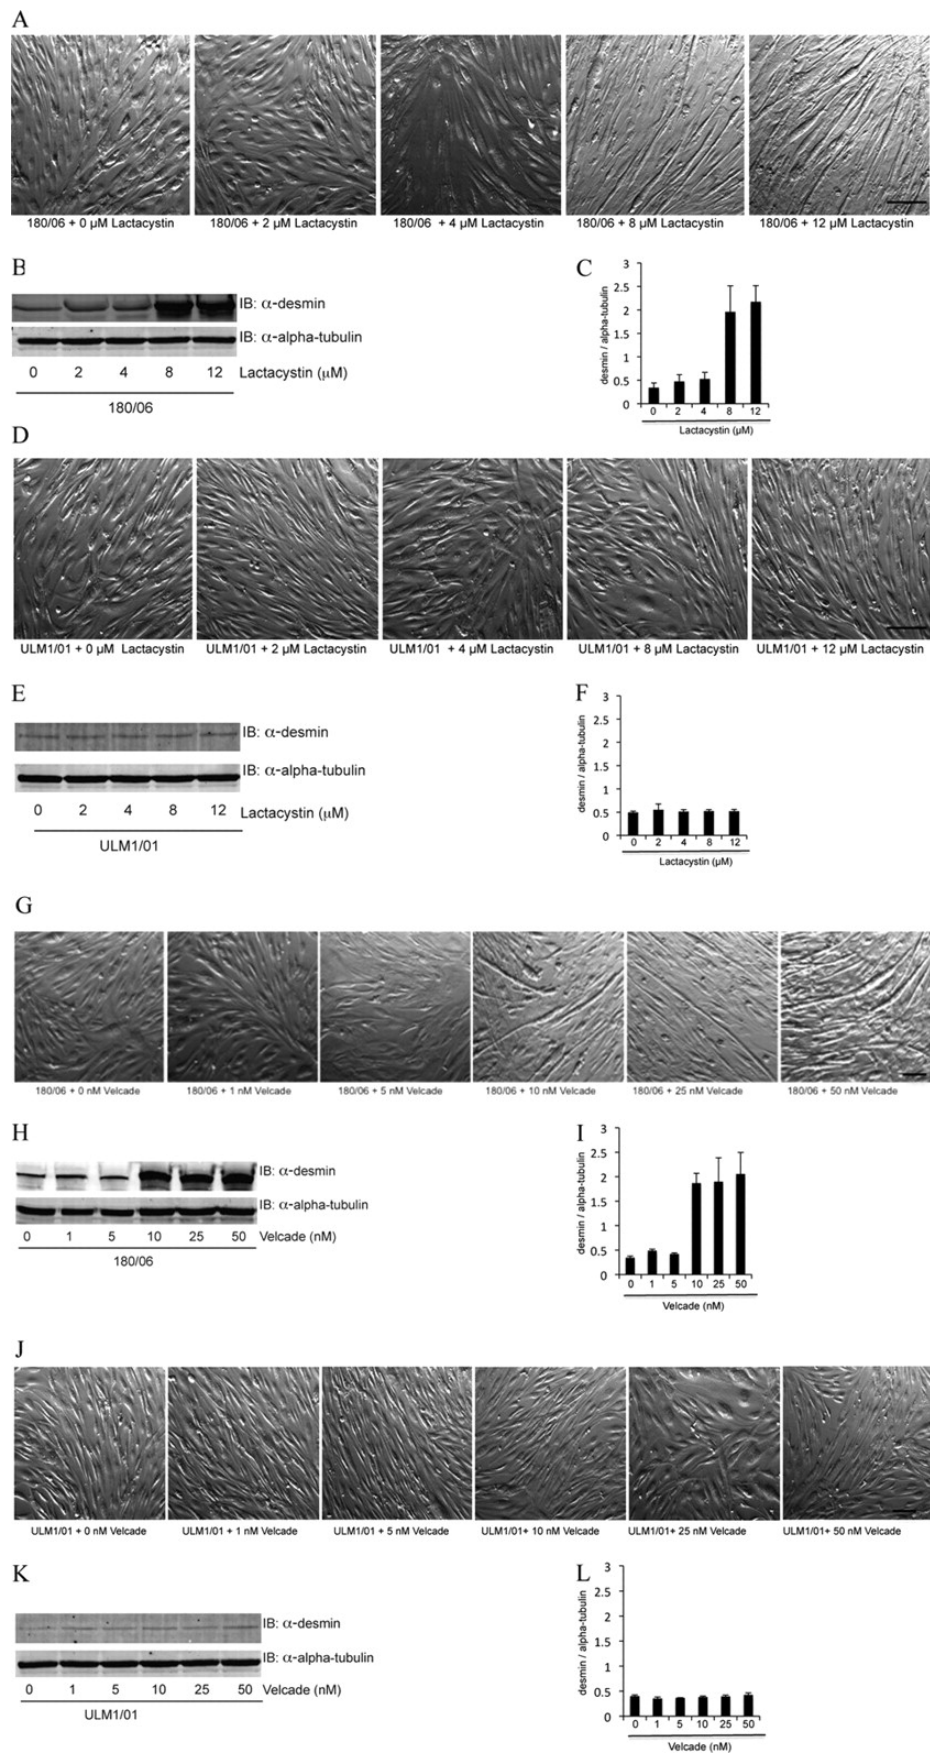 A
180/06 + 0 µM Lactacystin
180/06 + 2 µM Lactacystin
180/06 + 4 µM Lactacystin
180/06 + 8 µM Lactacystin
180/06 + 12 µM Lactacystin
B
IB: α-desmin
IB: α-alpha-tubulin
0 2 4 8 12 Lactacystin (µM)
180/06
C
desmin / alpha-tubulin
3
2.5
2
1.5
1
0.5
0
0 2 4 8 12
Lactacystin (µM)
D
ULM1/01 + 0 µM Lactacystin
ULM1/01 + 2 µM Lactacystin
ULM1/01 + 4 µM Lactacystin
ULM1/01 + 8 µM Lactacystin
ULM1/01 + 12 µM Lactacystin
E
IB: α-desmin
IB: α-alpha-tubulin
0 2 4 8 12 Lactacystin (µM)
ULM1/01
F
desmin / alpha-tubulin
3
2.5
2
1.5
1
0.5
0
0 2 4 8 12
Lactacystin (µM)
G
180/06 + 0 nM Velcade
180/06 + 1 nM Velcade
180/06 + 5 nM Velcade
180/06 + 10 nM Velcade
180/06 + 25 nM Velcade
180/06 + 50 nM Velcade
H
IB: α-desmin
IB: α-alpha-tubulin
0 1 5 10 25 50 Velcade (nM)
180/06
I
desmin / alpha-tubulin
3
2.5
2
1.5
1
0.5
0
0 1 5 10 25 50
Velcade (nM)
J
ULM1/01 + 0 nM Velcade
ULM1/01 + 1 nM Velcade
ULM1/01 + 5 nM Velcade
ULM1/01+ 10 nM Velcade
ULM1/01+ 25 nM Velcade
ULM1/01+ 50 nM Velcade
K
IB: α-desmin
IB: α-alpha-tubulin
0 1 5 10 25 50 Velcade (nM)
ULM1/01
L
desmin / alpha-tubulin
3
2.5
2
1.5
1
0.5
0
0 1 5 10 25 50
Velcade (nM)